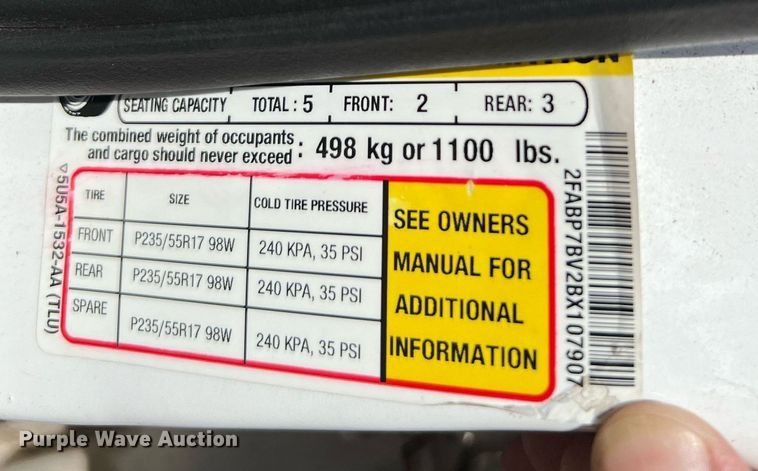 SEATING CAPACITY TOTAL : 5 FRONT: 2 REAR: 3
The combined weight of occupants
and cargo should never exceed : 498 kg or 1100 lbs.
TIRE SIZE COLD TIRE PRESSURE
FRONT P235/55R17 98W 240 KPA, 35 PSI
REAR P235/55R17 98W 240 KPA, 35 PSI
SPARE P235/55R17 98W 240 KPA, 35 PSI
SEE OWNERS
MANUAL FOR
ADDITIONAL
INFORMATION
5U5A-1532-AA (TLU)
2FABP7BV2BX107907
Purple Wave Auction